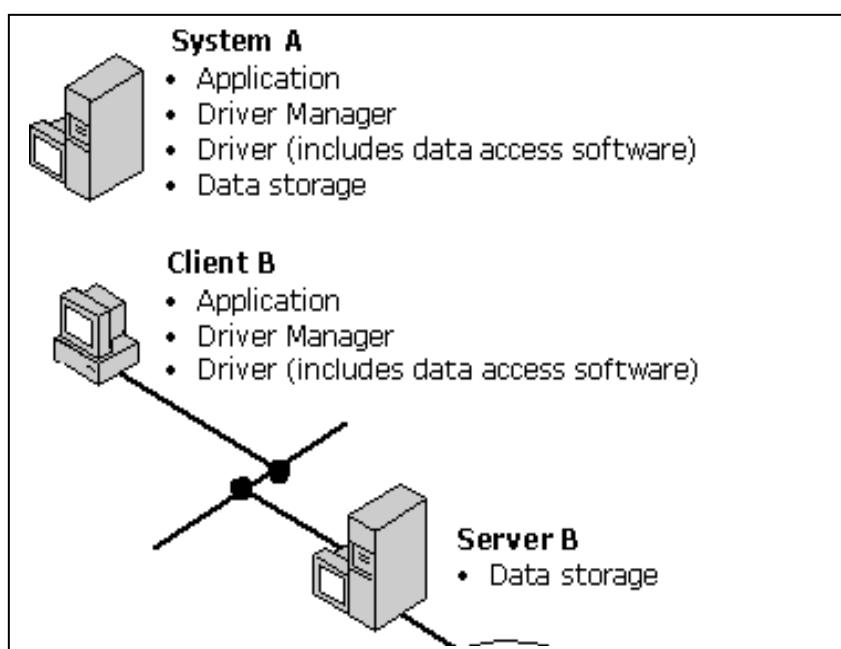 System A
• Application
• Driver Manager
• Driver (includes data access software)
• Data storage
Client B
• Application
• Driver Manager
• Driver (includes data access software)
Server B
• Data storage